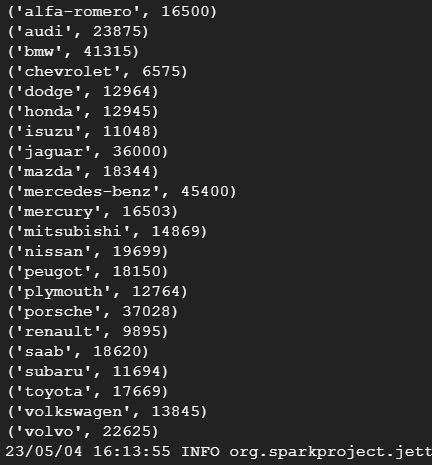 ('alfa-romero', 16500)
('audi', 23875)
('bmw', 41315)
('chevrolet', 6575)
('dodge', 12964)
('honda', 12945)
('isuzu', 11048)
('jaguar', 36000)
('mazda', 18344)
('mercedes-benz', 45400)
('mercury', 16503)
('mitsubishi', 14869)
('nissan', 19699)
('peugot', 18150)
('plymouth', 12764)
('porsche', 37028)
('renault', 9895)
('saab', 18620)
('subaru', 11694)
('toyota', 17669)
('volkswagen', 13845)
('volvo', 22625)
23/05/04 16:13:55 INFO org.sparkproject.jett